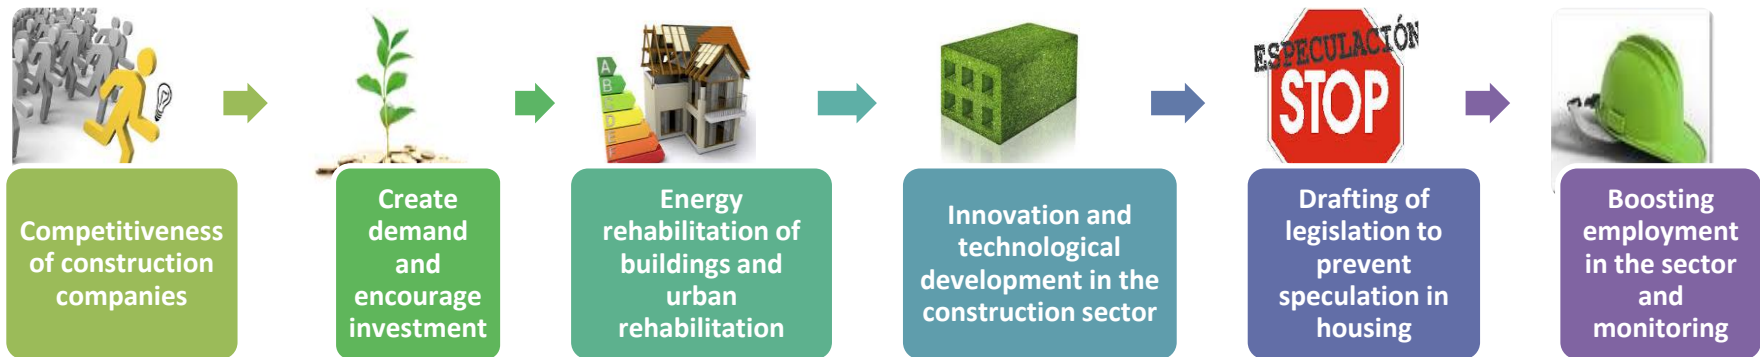 A
B
C
D
E
F
ESPECULACIÓN
STOP
Competitiveness
of construction
companies
Create
demand
and
encourage
investment
Energy
rehabilitation of
buildings and
urban
rehabilitation
Innovation and
technological
development in the
construction sector
Drafting of
legislation to
prevent
speculation in
housing
Boosting
employment
in the sector
and
monitoring